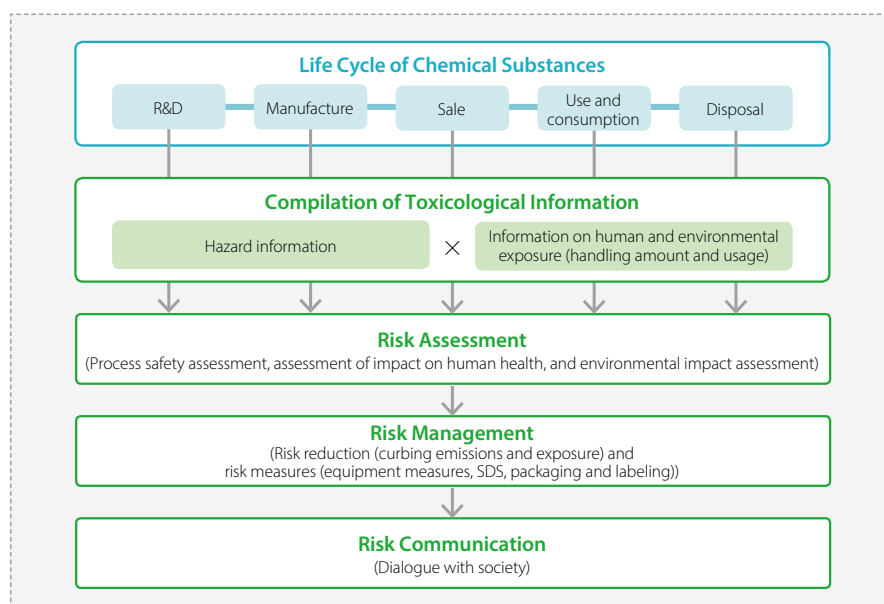 Life Cycle of Chemical Substances
R&D
Manufacture
Sale
Use and
consumption
Disposal
Compilation of Toxicological Information
Hazard information
×
Information on human and environmental
exposure (handling amount and usage)
Risk Assessment
(Process safety assessment, assessment of impact on human health, and environmental impact assessment)
Risk Management
(Risk reduction (curbing emissions and exposure) and
risk measures (equipment measures, SDS, packaging and labeling))
Risk Communication
(Dialogue with society)